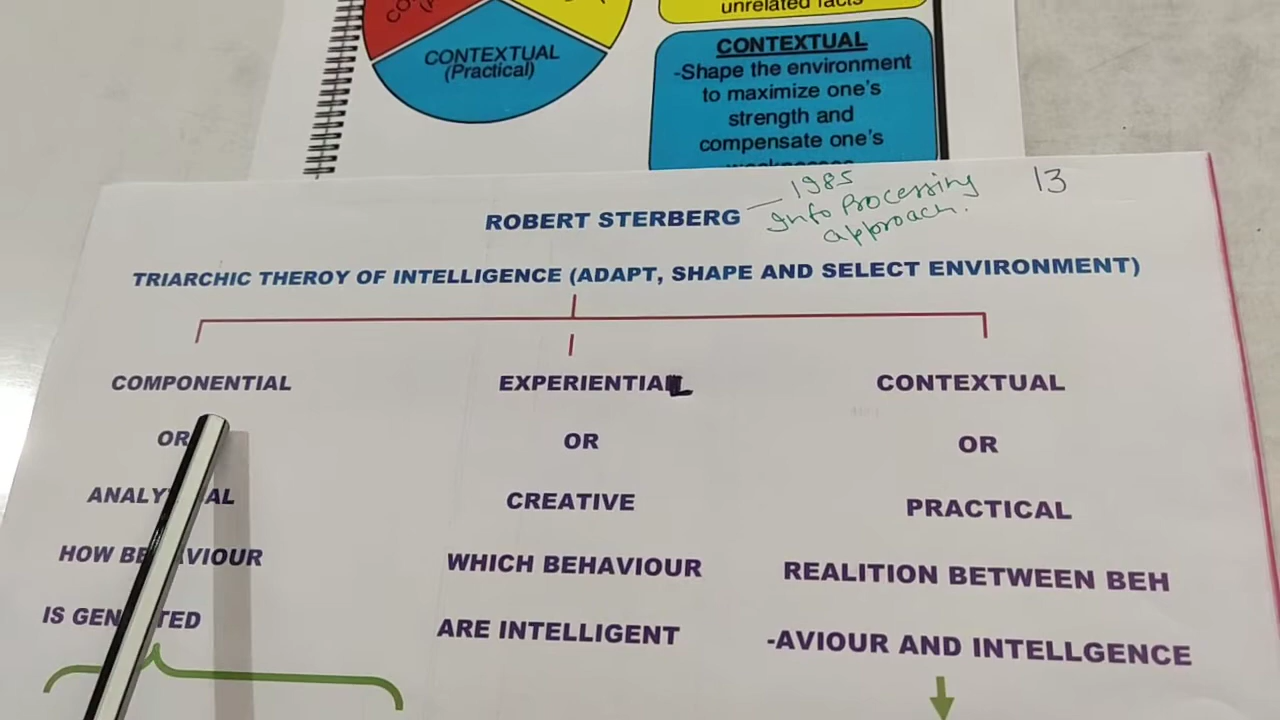 unrelated facts
CONTEXTUAL
(Practical)
CONTEXTUAL
-Shape the environment
to maximize one's
strength and
compensate one's
1985
Info Processing
approach.
13
ROBERT STERBERG
TRIARCHIC THEROY OF INTELLIGENCE (ADAPT, SHAPE AND SELECT ENVIRONMENT)
COMPONENTIAL
EXPERIENTIAL
CONTEXTUAL
OR
OR
OR
CREATIVE
PRACTICAL
HOW
WHICH BEHAVIOUR
REALITION BETWEEN BEH
IS
ARE INTELLIGENT
-AVIOUR AND INTELLGENCE